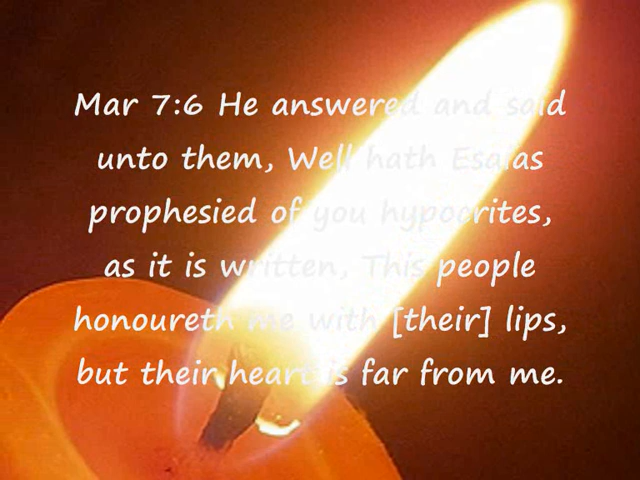 Mar 7:6 He answered and said
unto them, Well hath Esaias
prophesied of you hypocrites,
as it is written, This people
honoureth me with [their] lips,
but their heart is far from me.